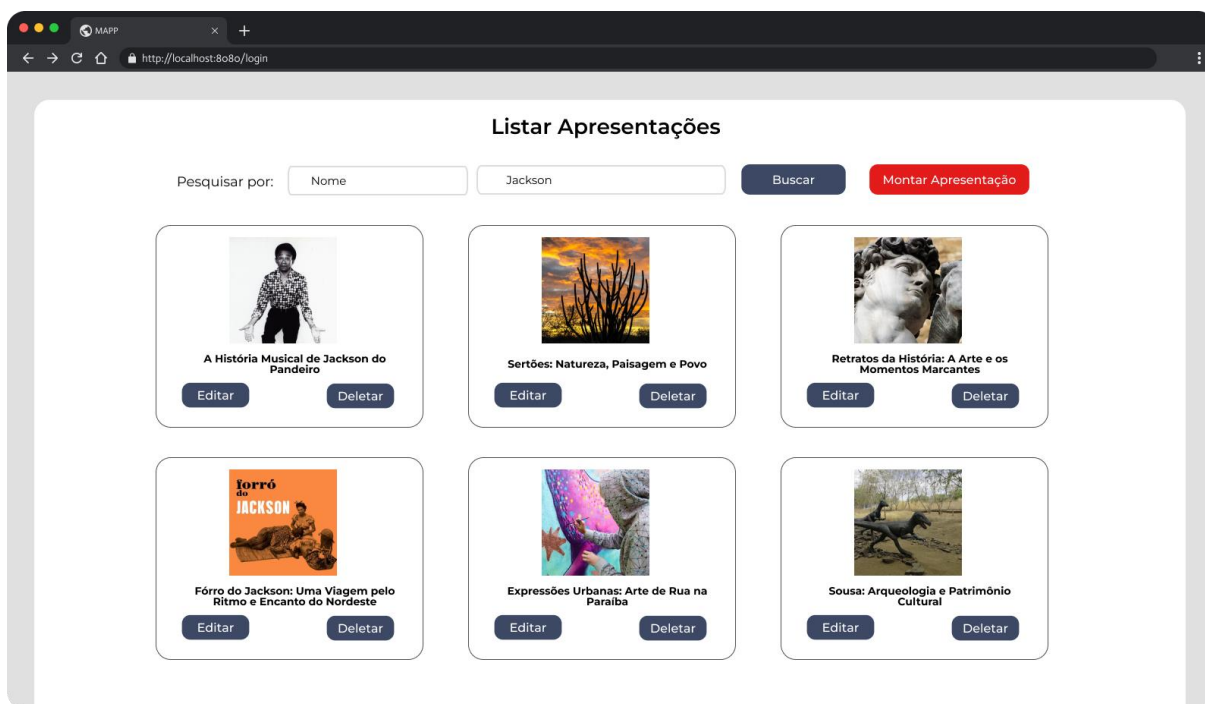 MAPP
http://localhost:8o8o/login
Listar Apresentações
Pesquisar por: Nome Jackson Buscar Montar Apresentação
A História Musical de Jackson do
Pandeiro
Editar Deletar
Sertões: Natureza, Paisagem e Povo
Editar Deletar
Retratos da História: A Arte e os
Momentos Marcantes
Editar Deletar
forró
do
JACKSON
Fórro do Jackson: Uma Viagem pelo
Ritmo e Encanto do Nordeste
Editar Deletar
Expressões Urbanas: Arte de Rua na
Paraíba
Editar Deletar
Sousa: Arqueologia e Patrimônio
Cultural
Editar Deletar